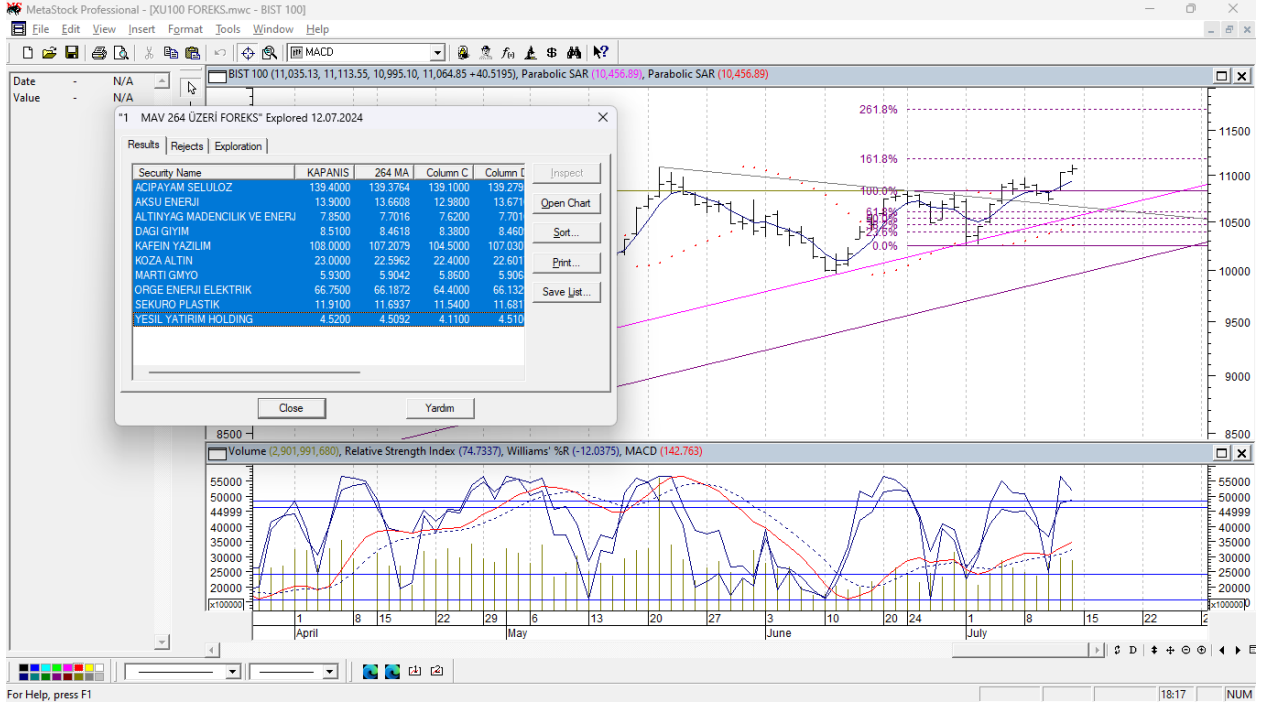 MetaStock Professional - [XU100 FOREKS.mwc - BIST 100]
File Edit View Insert Format Tools Window Help
MACD
Date - N/A
Value - N/A
BIST 100 (11,035.13, 11,113.55, 10,995.10, 11,064.85 +40.5195), Parabolic SAR (10,456.89), Parabolic SAR (10,456.89)
"1 MAV 264 ÜZERİ FOREKS" Explored 12.07.2024
Results Rejects Exploration
Security Name KAPANIS 264 MA Column C Column D
ACIPAYAM SELULOZ 139.4000 139.3764 139.1000 139.279
AKSU ENERJI 13.9000 13.6608 12.9800 13.671
ALTINYAG MADENCILIK VE ENERJ 7.8500 7.7016 7.6200 7.701
DAGI GIYIM 8.5100 8.4618 8.3800 8.460
KAFEIN YAZILIM 108.0000 107.2079 104.5000 107.030
KOZA ALTIN 23.0000 22.5962 22.4000 22.601
MARTI GMYO 5.9300 5.9042 5.8600 5.906
ORGE ENERJI ELEKTRIK 66.7500 66.1872 64.4000 66.132
SEKURO PLASTIK 11.9100 11.6937 11.5400 11.681
YESIL YATIRIM HOLDING 4.5200 4.5092 4.1100 4.510
Inspect
Open Chart
Sort...
Print...
Save List...
Close Yardım
261.8%
161.8%
100.0%
0.0%
11500
11000
10500
10000
9500
9000
8500 8500
Volume (2,901,991,680), Relative Strength Index (74.7337), Williams' %R (-12.0375), MACD (142.763)
55000 55000
50000 50000
44999 44999
40000 40000
35000 35000
30000 30000
25000 25000
20000 20000
x100000 x100000
1 8 15 22 29 6 13 20 27 3 10 20 24 1 8 15 22 2
April May June July
D
For Help, press F1
18:17 NUM